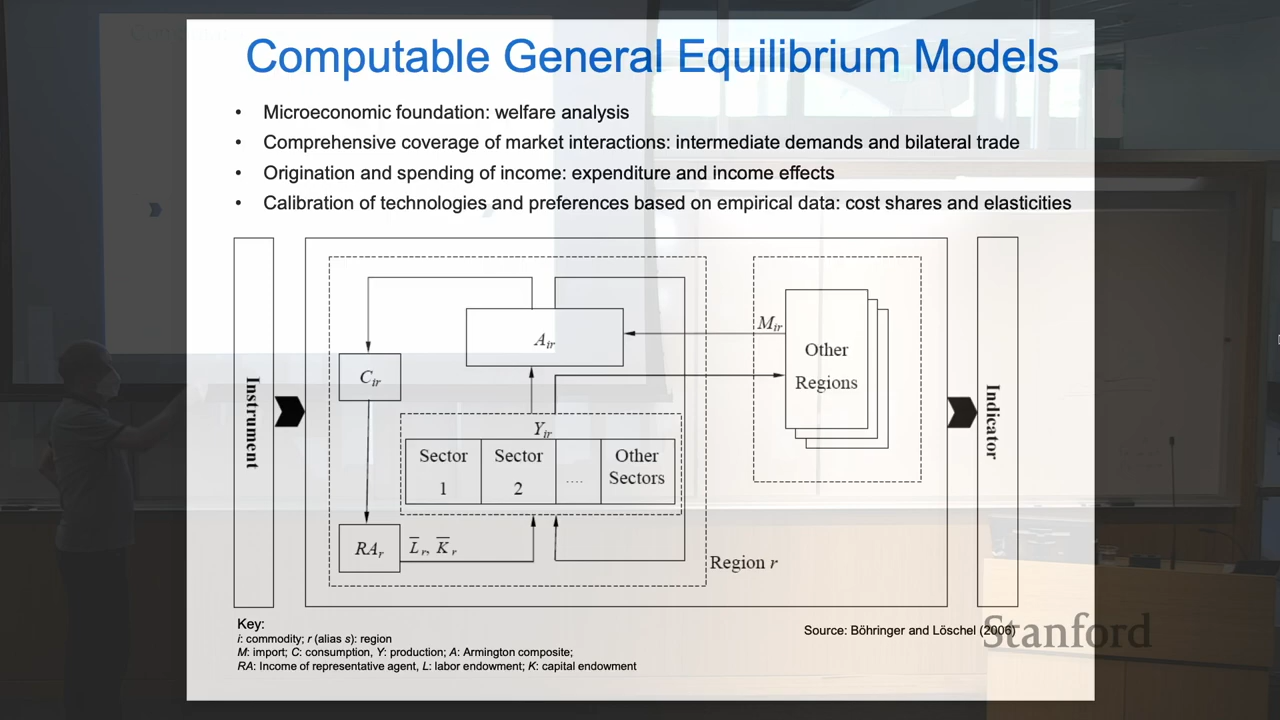 Computable General Equilibrium Models
• Microeconomic foundation: welfare analysis
• Comprehensive coverage of market interactions: intermediate demands and bilateral trade
• Origination and spending of income: expenditure and income effects
• Calibration of technologies and preferences based on empirical data: cost shares and elasticities
Instrument
A_ir
M_ir
Other
Regions
C_ir
Y_ir
Sector
1
Sector
2
....
Other
Sectors
RA_r
L̅_r, K̅_r
Region r
Indicator
Key:
i: commodity; r (alias s): region
M: import; C: consumption, Y: production; A: Armington composite;
RA: Income of representative agent, L: labor endowment; K: capital endowment
Source: Böhringer and Löschel (2006)
Stanford